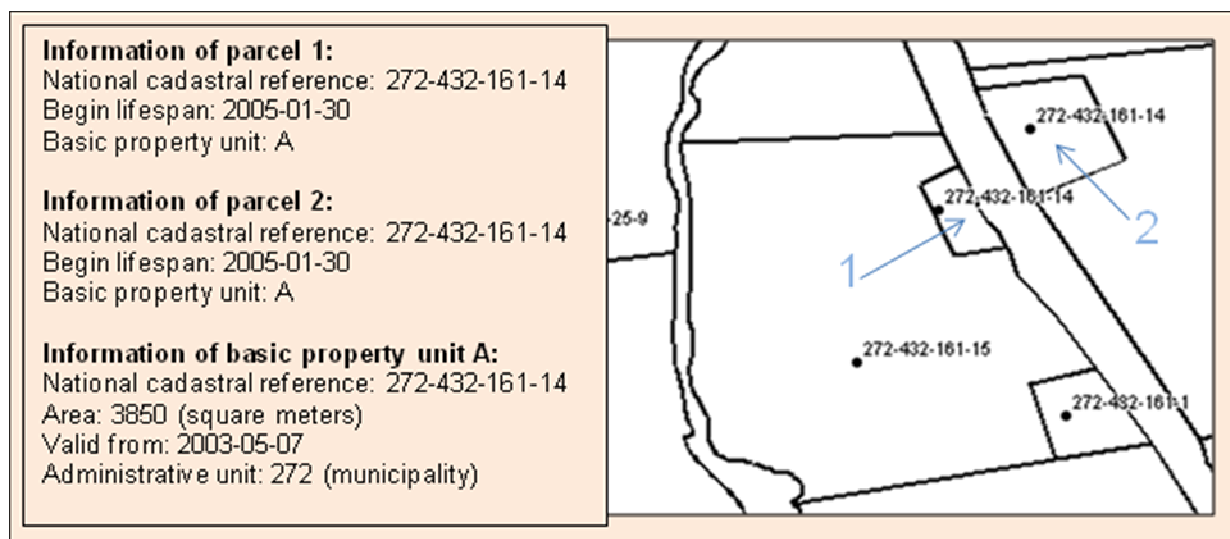 Information of parcel 1:
National cadastral reference: 272-432-161-14
Begin lifespan: 2005-01-30
Basic property unit: A
Information of parcel 2:
National cadastral reference: 272-432-161-14
Begin lifespan: 2005-01-30
Basic property unit: A
Information of basic property unit A:
National cadastral reference: 272-432-161-14
Area: 3850 (square meters)
Valid from: 2003-05-07
Administrative unit: 272 (municipality)
272-432-161-14
272-432-161-14
-25-9
2
1
272-432-161-15
272-432-161-1